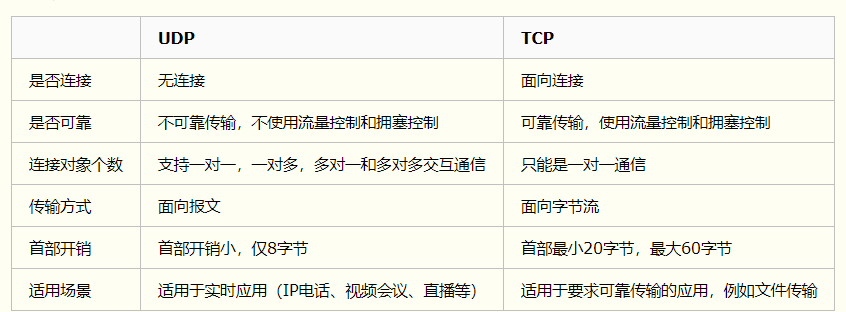 UDP TCP
是否连接 无连接 面向连接
是否可靠 不可靠传输，不使用流量控制和拥塞控制 可靠传输，使用流量控制和拥塞控制
连接对象个数 支持一对一，一对多，多对一和多对多交互通信 只能是一对一通信
传输方式 面向报文 面向字节流
首部开销 首部开销小，仅8字节 首部最小20字节，最大60字节
适用场景 适用于实时应用（IP电话、视频会议、直播等） 适用于要求可靠传输的应用，例如文件传输